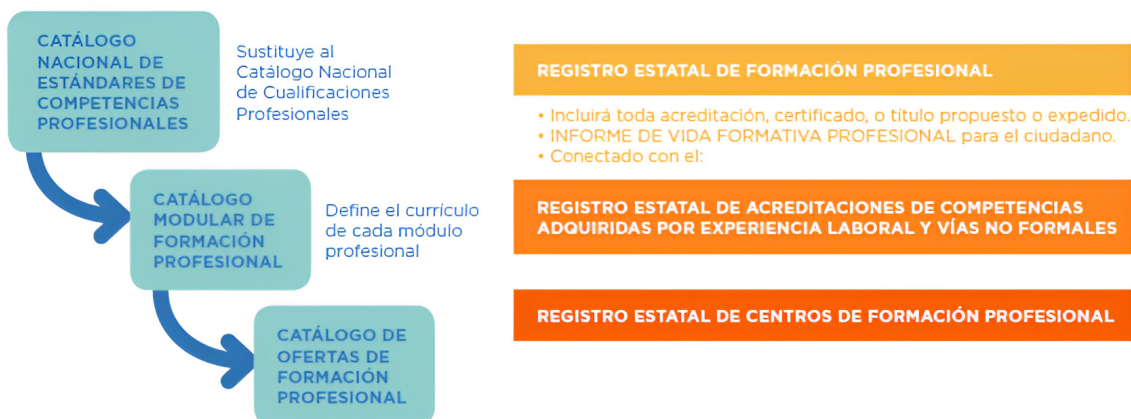 CATÁLOGO
NACIONAL DE
ESTÁNDARES DE
COMPETENCIAS
PROFESIONALES
Sustituye al
Catálogo Nacional
de Cualificaciones
Profesionales
CATÁLOGO
MODULAR DE
FORMACIÓN
PROFESIONAL
Define el currículo
de cada módulo
profesional
CATÁLOGO DE
OFERTAS DE
FORMACIÓN
PROFESIONAL
REGISTRO ESTATAL DE FORMACIÓN PROFESIONAL
• Incluirá toda acreditación, certificado, o título propuesto o expedido.
• INFORME DE VIDA FORMATIVA PROFESIONAL para el ciudadano.
• Conectado con el:
REGISTRO ESTATAL DE ACREDITACIONES DE COMPETENCIAS
ADQUIRIDAS POR EXPERIENCIA LABORAL Y VÍAS NO FORMALES
REGISTRO ESTATAL DE CENTROS DE FORMACIÓN PROFESIONAL